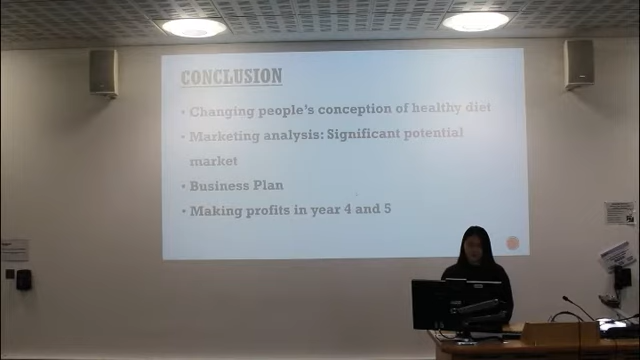 CONCLUSION
• Changing people's conception of healthy diet
• Marketing analysis: Significant potential
market
• Business Plan
• Making profits in year 4 and 5